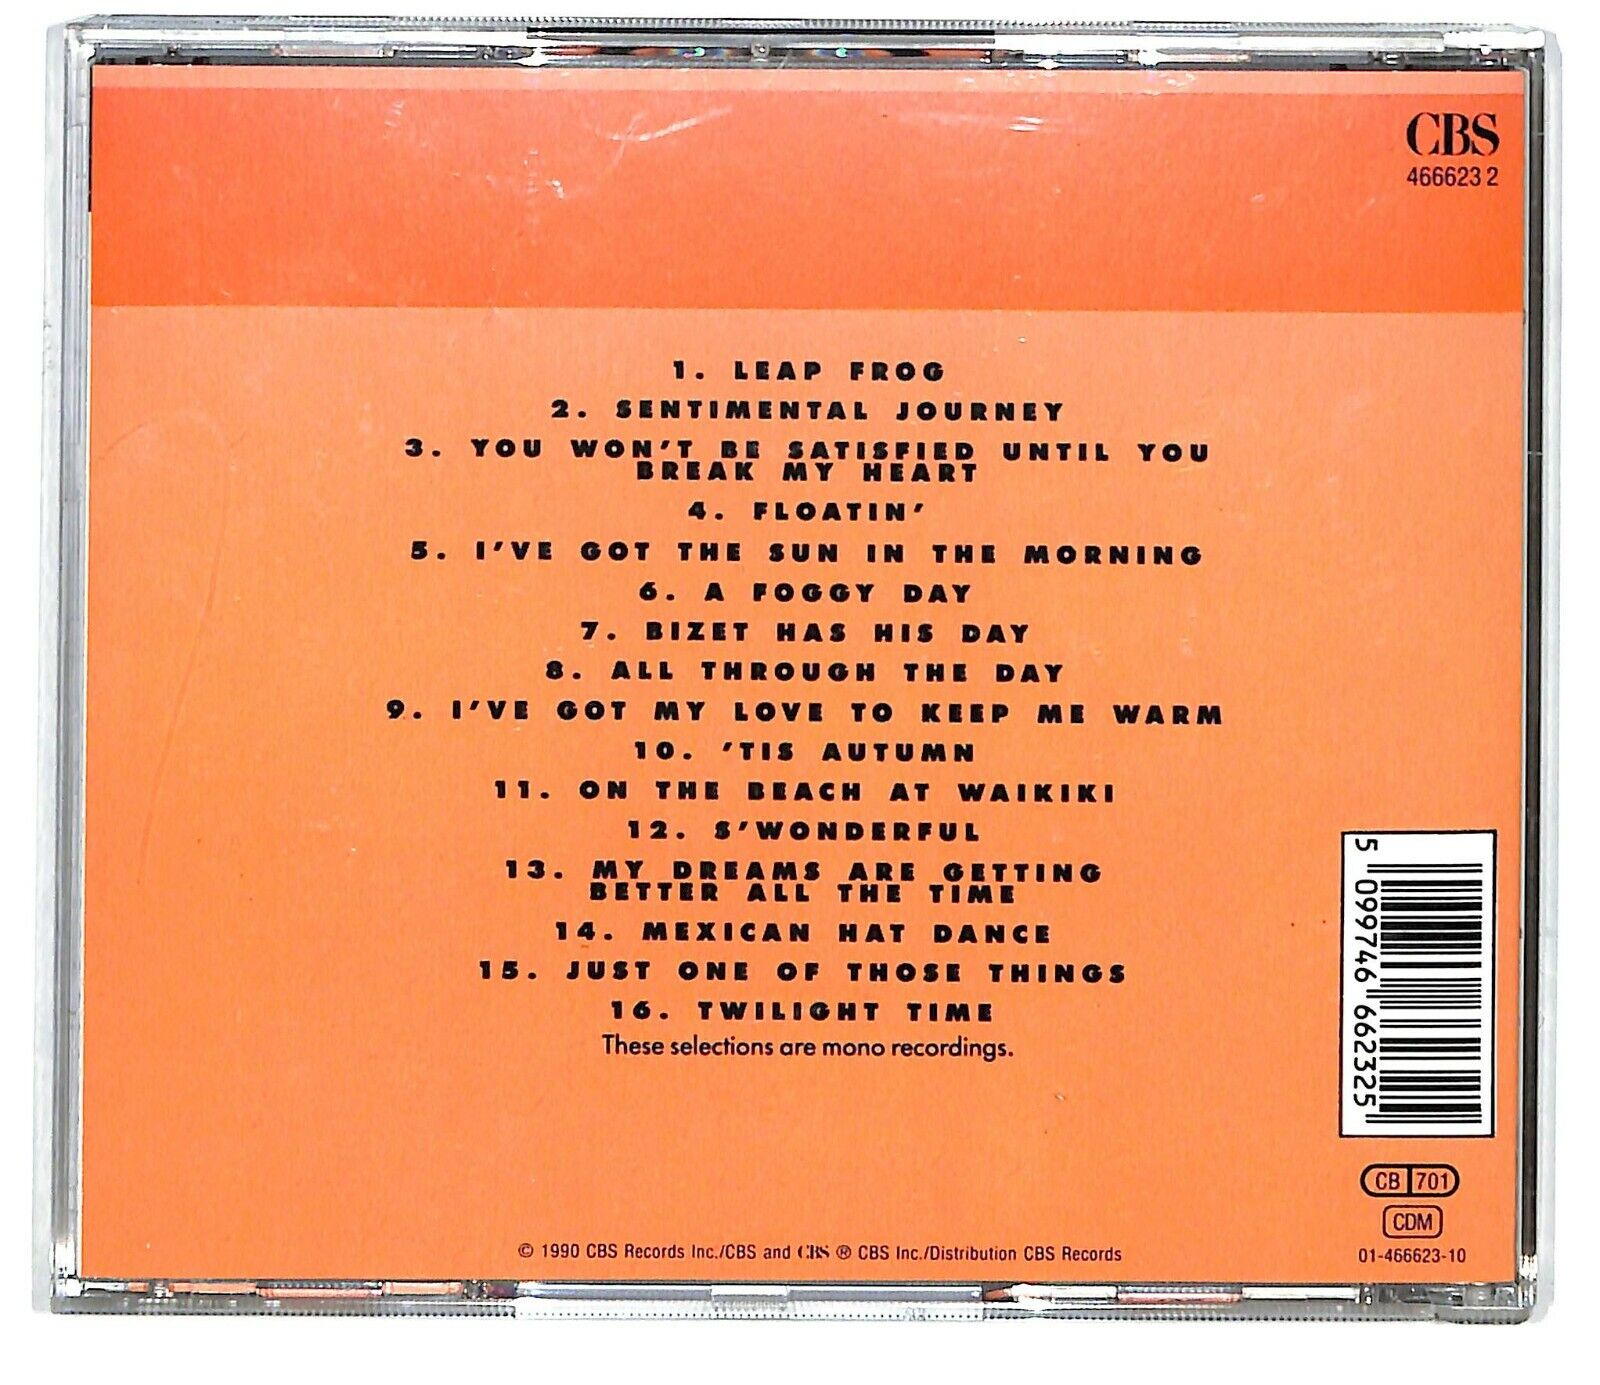 CBS
466623 2
1. LEAP FROG
2. SENTIMENTAL JOURNEY
3. YOU WON'T BE SATISFIED UNTIL YOU
BREAK MY HEART
4. FLOATIN'
5. I'VE GOT THE SUN IN THE MORNING
6. A FOGGY DAY
7. BIZET HAS HIS DAY
8. ALL THROUGH THE DAY
9. I'VE GOT MY LOVE TO KEEP ME WARM
10. 'TIS AUTUMN
11. ON THE BEACH AT WAIKIKI
12. S'WONDERFUL
13. MY DREAMS ARE GETTING
BETTER ALL THE TIME
14. MEXICAN HAT DANCE
15. JUST ONE OF THOSE THINGS
16. TWILIGHT TIME
These selections are mono recordings.
5 099746 662325
CB 701
CDM
01-466623-10
© 1990 CBS Records Inc./CBS and CBS ® CBS Inc./Distribution CBS Records